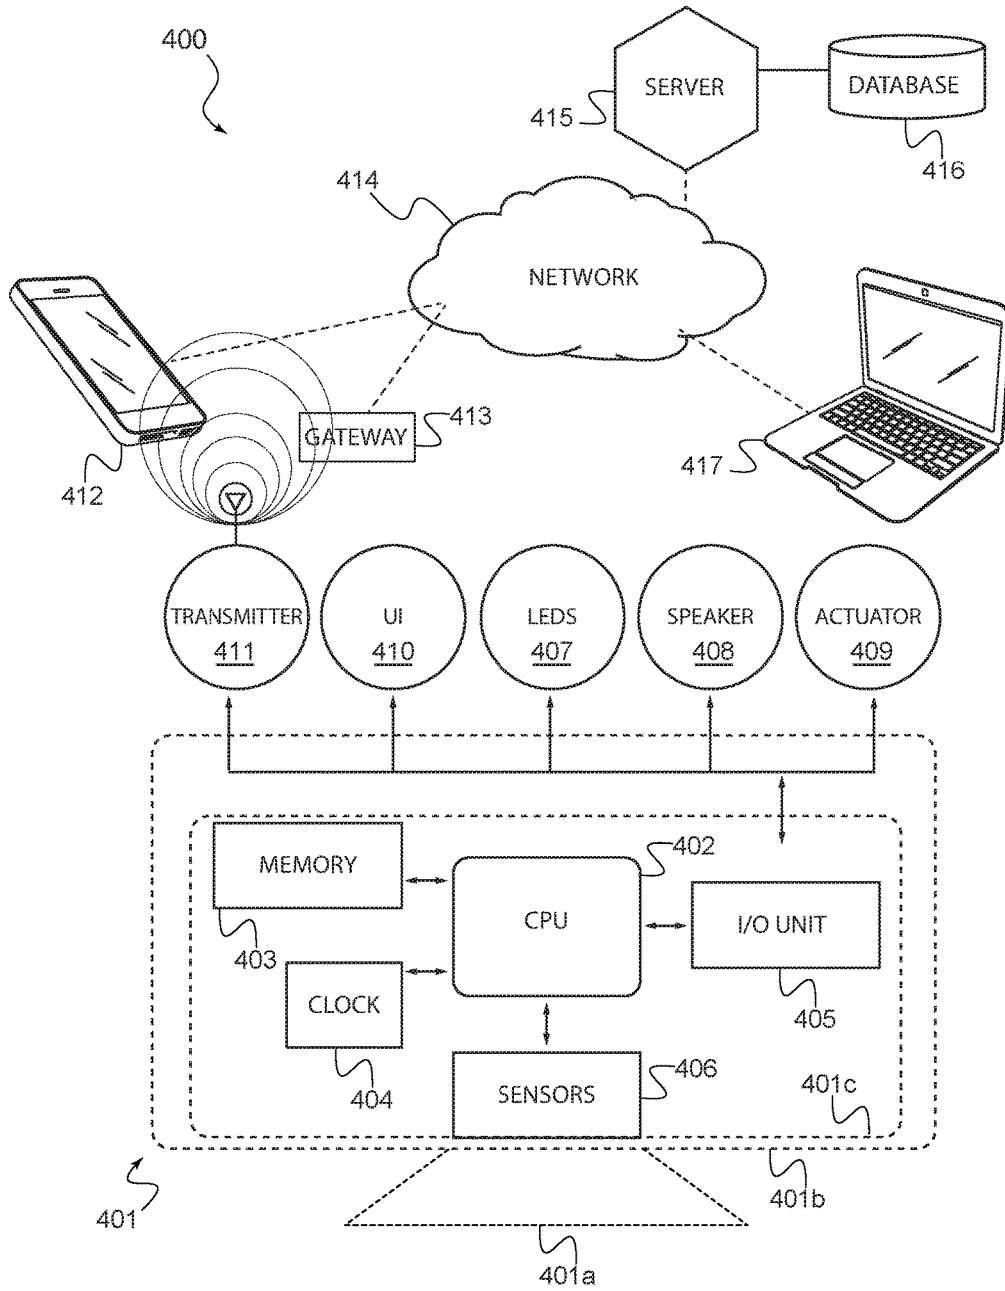 400
SERVER
DATABASE
415
416
414
NETWORK
GATEWAY
413
412
417
TRANSMITTER
411
UI
410
LEDS
407
SPEAKER
408
ACTUATOR
409
MEMORY
403
402
CPU
I/O UNIT
405
CLOCK
404
SENSORS
406
401c
401b
401
401a